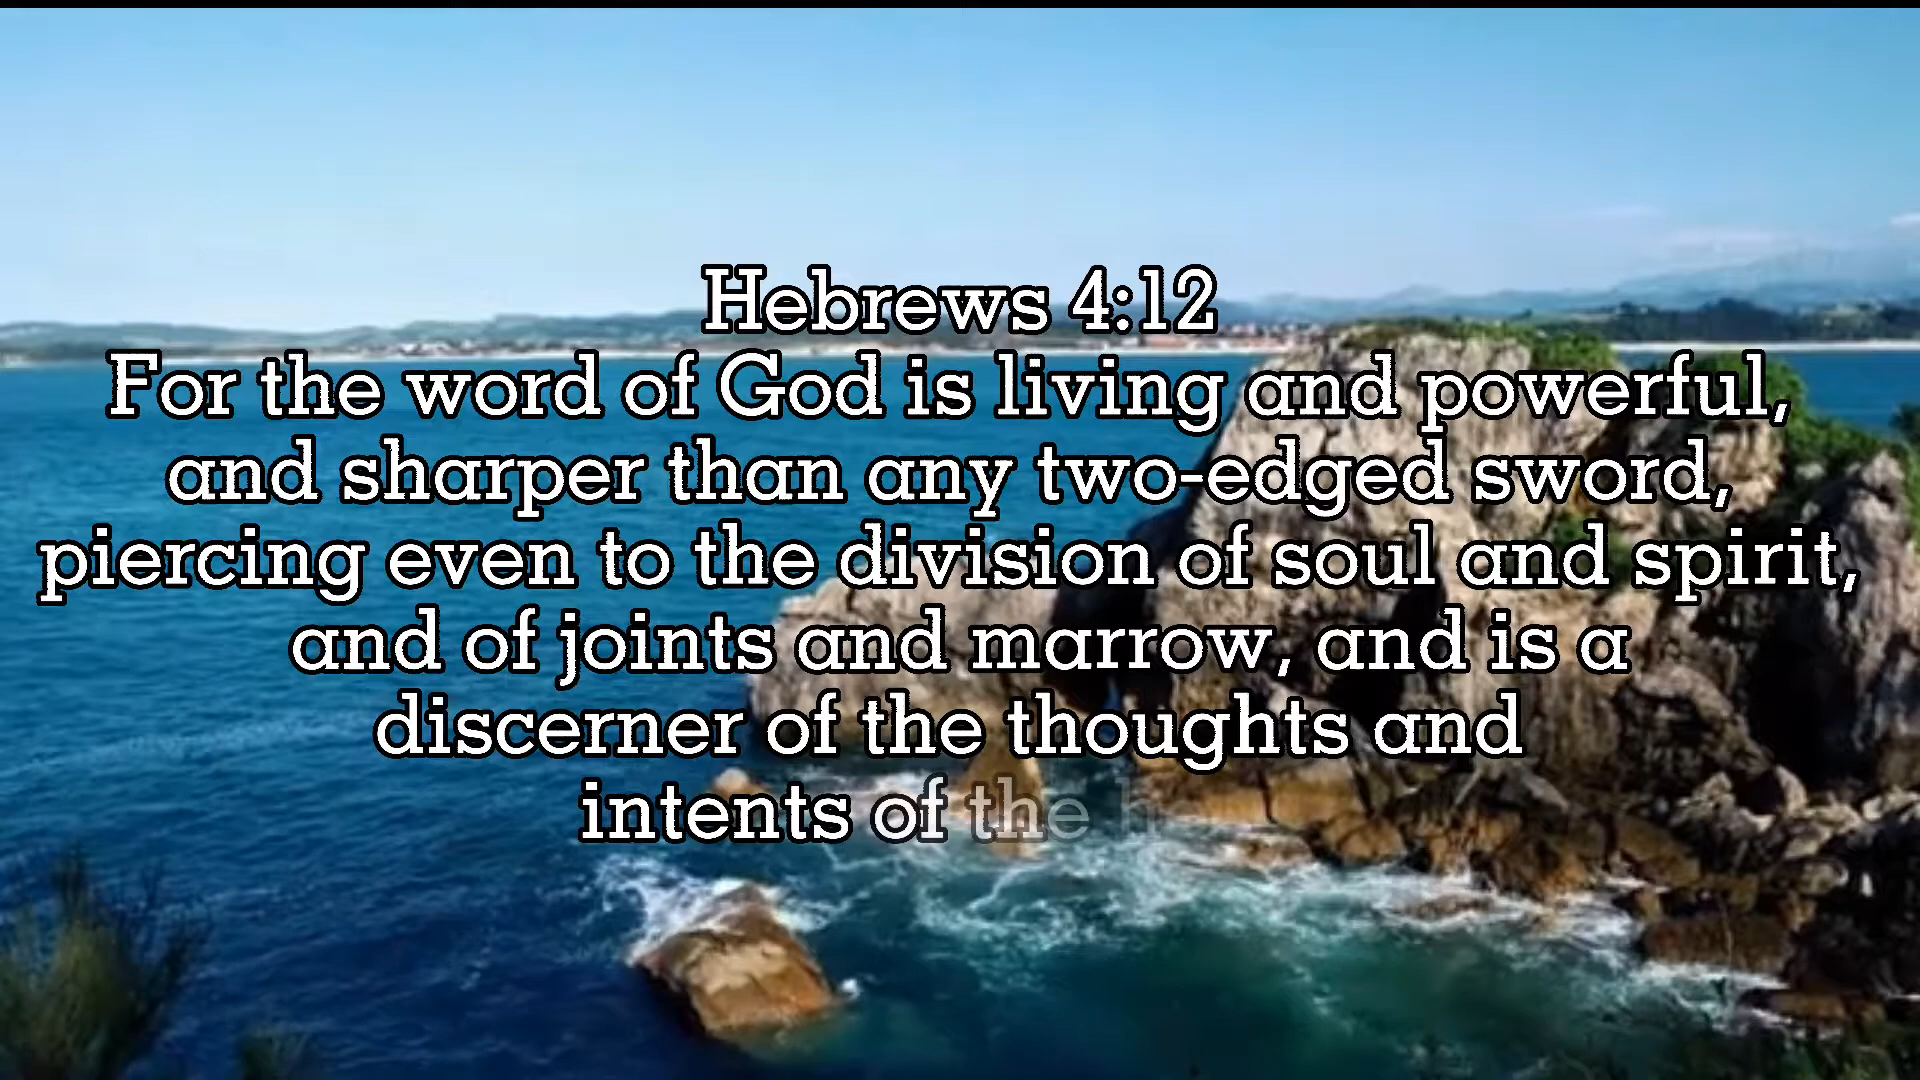 Hebrews 4:12
For the word of God is living and powerful,
and sharper than any two-edged sword,
piercing even to the division of soul and spirit,
and of joints and marrow, and is a
discerner of the thoughts and
intents of the h